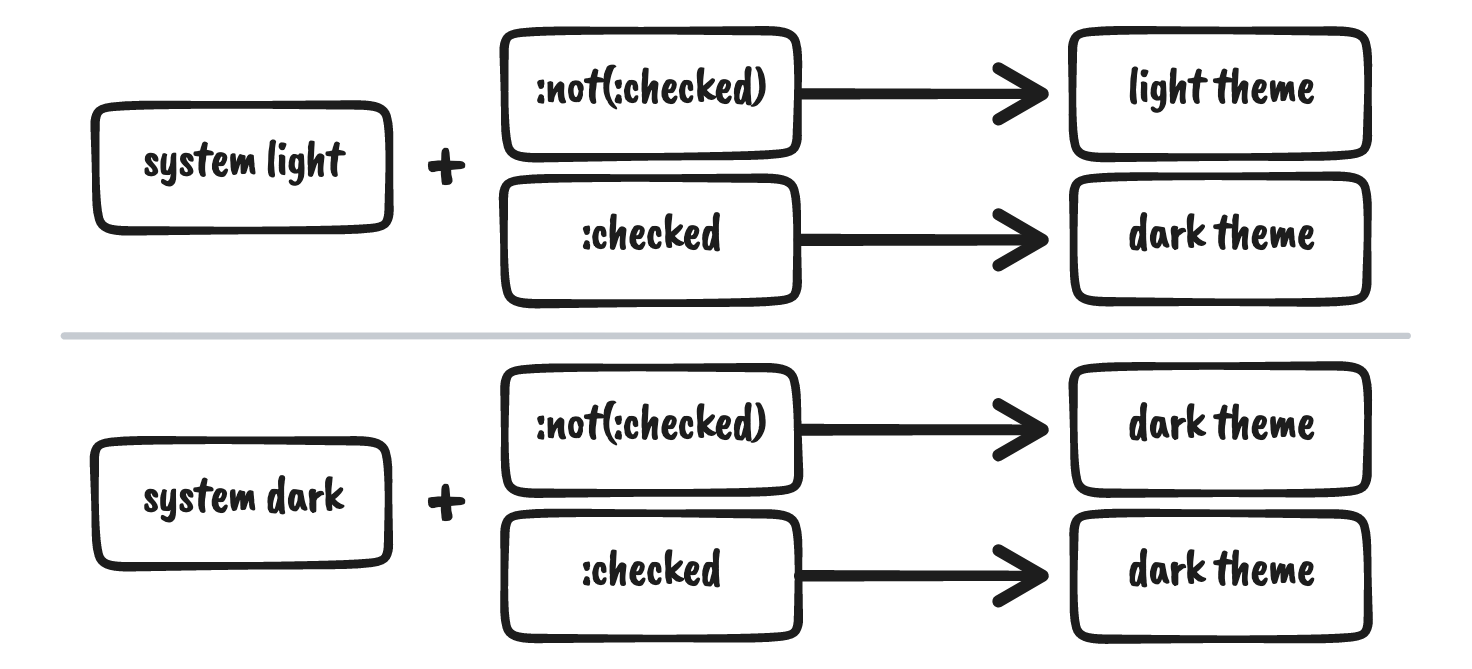 :not(:checked)
light theme
system light
+
:checked
dark theme
:not(:checked)
dark theme
system dark
+
:checked
dark theme